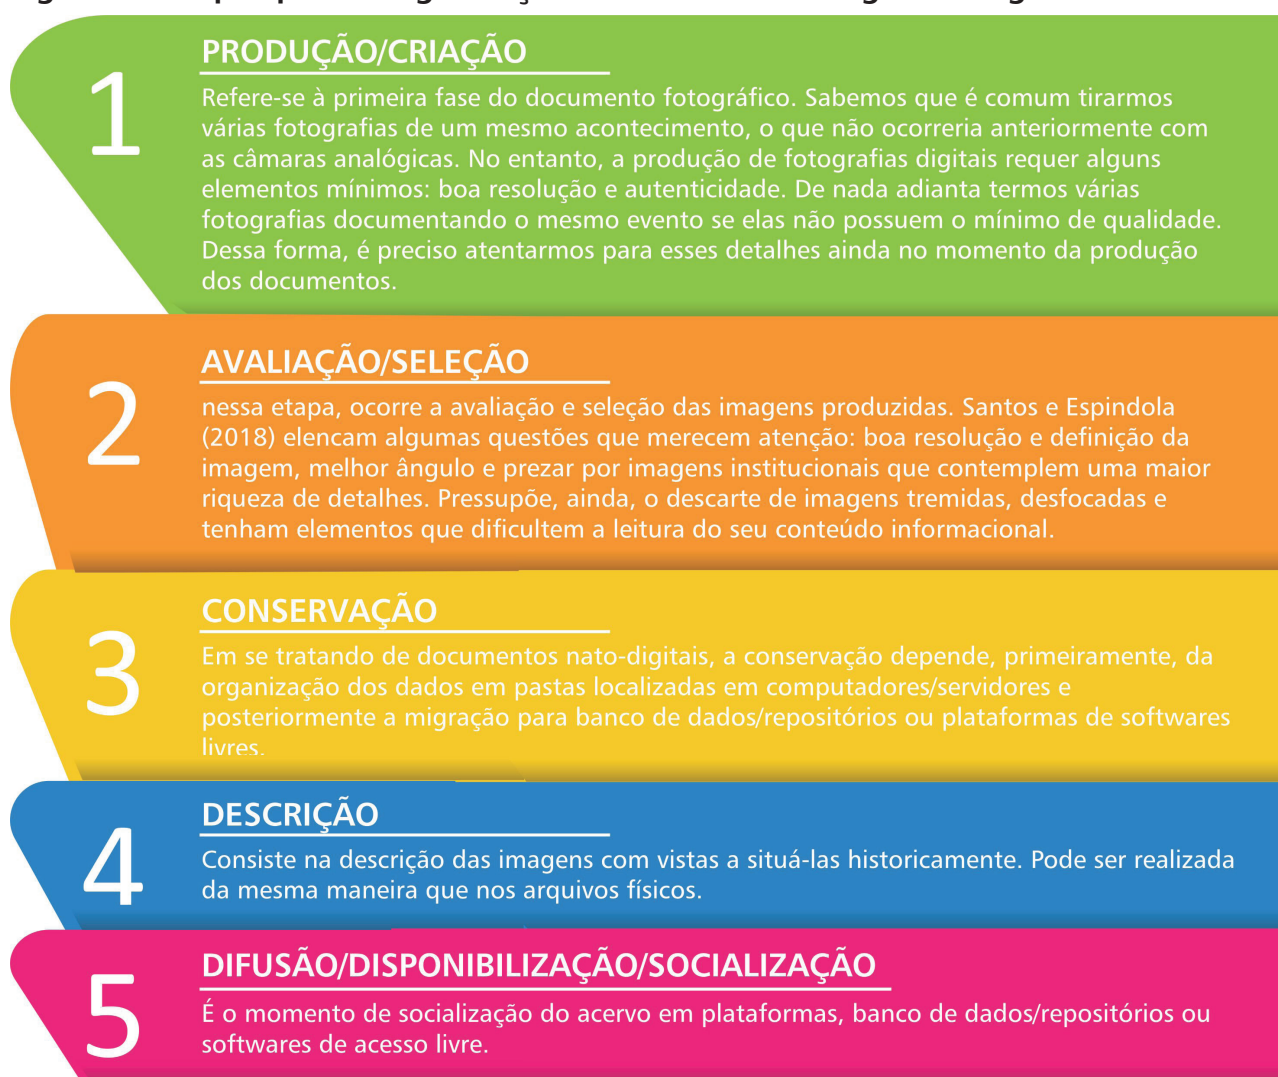 1
PRODUÇÃO/CRIAÇÃO
Refere-se à primeira fase do documento fotográfico. Sabemos que é comum tirarmos
várias fotografias de um mesmo acontecimento, o que não ocorreria anteriormente com
as câmaras analógicas. No entanto, a produção de fotografias digitais requer alguns
elementos mínimos: boa resolução e autenticidade. De nada adianta termos várias
fotografias documentando o mesmo evento se elas não possuem o mínimo de qualidade.
Dessa forma, é preciso atentarmos para esses detalhes ainda no momento da produção
dos documentos.
2
AVALIAÇÃO/SELEÇÃO
nessa etapa, ocorre a avaliação e seleção das imagens produzidas. Santos e Espindola
(2018) elencam algumas questões que merecem atenção: boa resolução e definição da
imagem, melhor ângulo e prezar por imagens institucionais que contemplem uma maior
riqueza de detalhes. Pressupõe, ainda, o descarte de imagens tremidas, desfocadas e
tenham elementos que dificultem a leitura do seu conteúdo informacional.
3
CONSERVAÇÃO
Em se tratando de documentos nato-digitais, a conservação depende, primeiramente, da
organização dos dados em pastas localizadas em computadores/servidores e
posteriormente a migração para banco de dados/repositórios ou plataformas de softwares
livres.
4
DESCRIÇÃO
Consiste na descrição das imagens com vistas a situá-las historicamente. Pode ser realizada
da mesma maneira que nos arquivos físicos.
5
DIFUSÃO/DISPONIBILIZAÇÃO/SOCIALIZAÇÃO
É o momento de socialização do acervo em plataformas, banco de dados/repositórios ou
softwares de acesso livre.